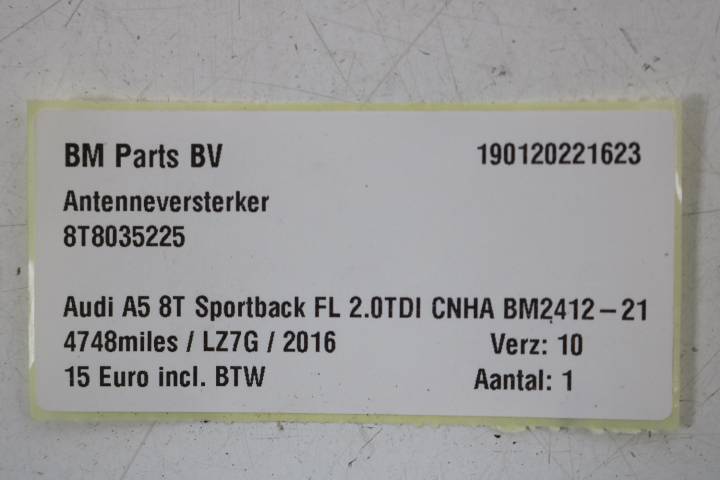 BM Parts BV 190120221623
Antenneversterker
8T8035225
Audi A5 8T Sportback FL 2.0TDI CNHA BM2412-21
4748miles / LZ7G / 2016 Verz: 10
15 Euro incl. BTW Aantal: 1